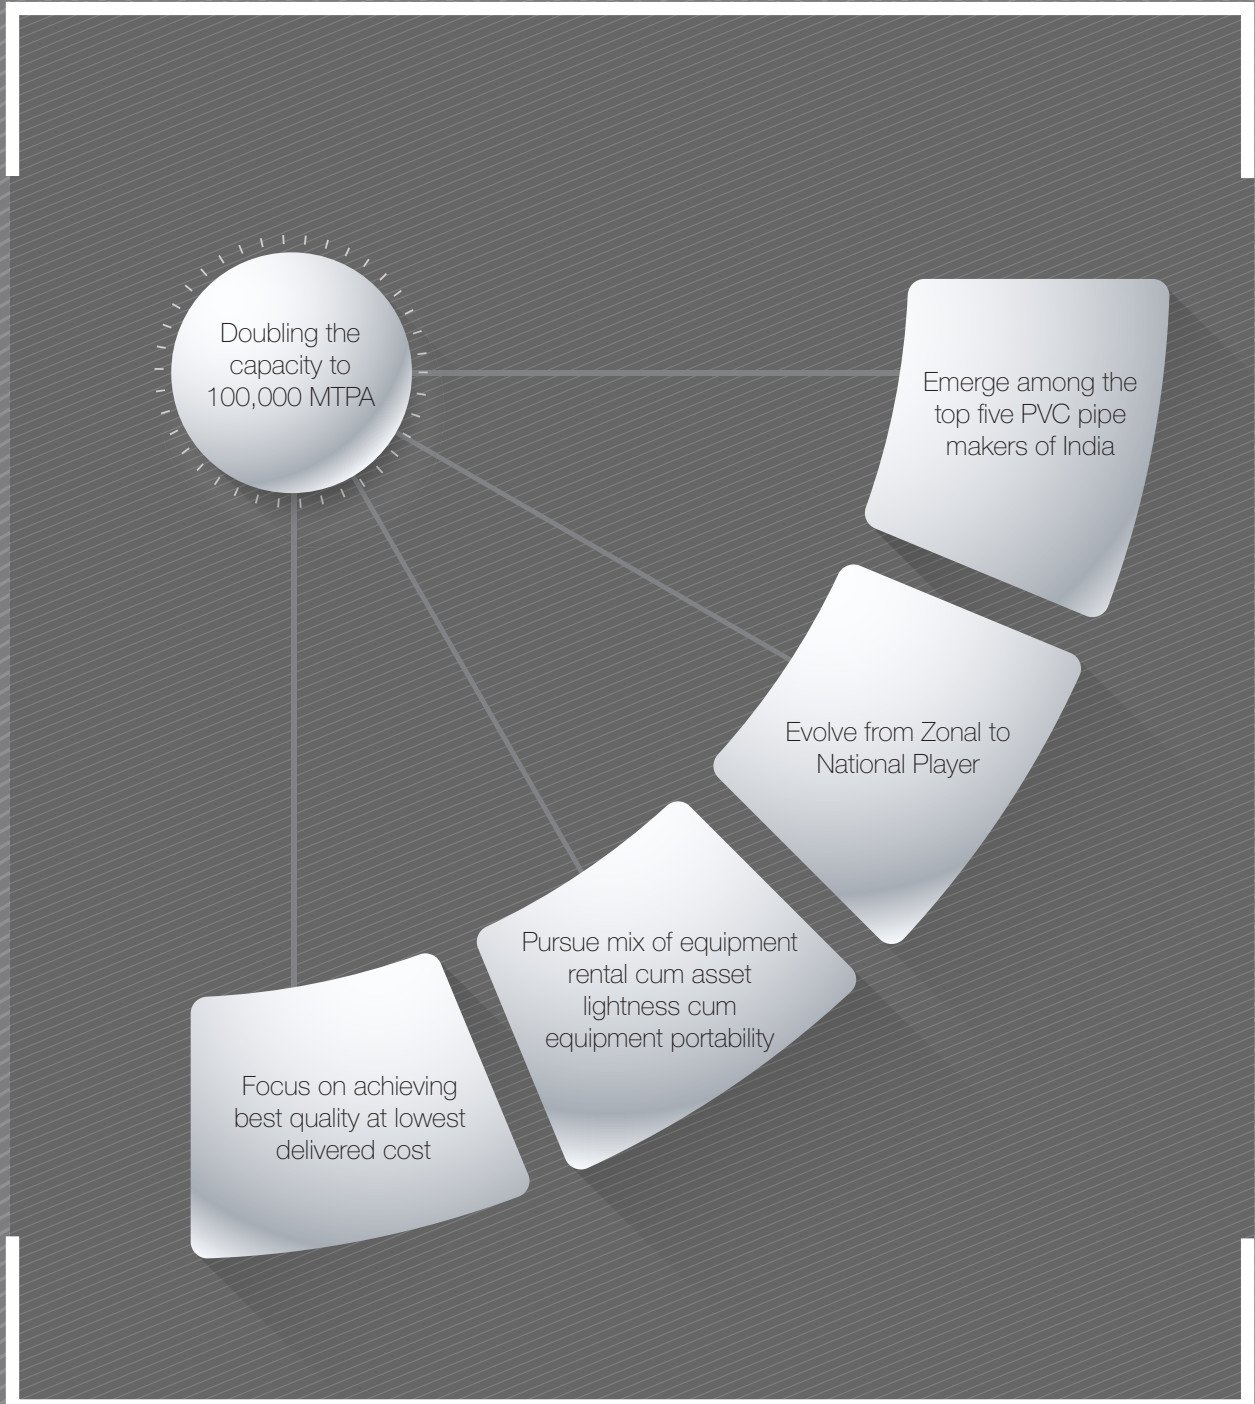 Doubling the
capacity to
100,000 MTPA
Emerge among the
top five PVC pipe
makers of India
Evolve from Zonal to
National Player
Pursue mix of equipment
rental cum asset
lightness cum
equipment portability
Focus on achieving
best quality at lowest
delivered cost